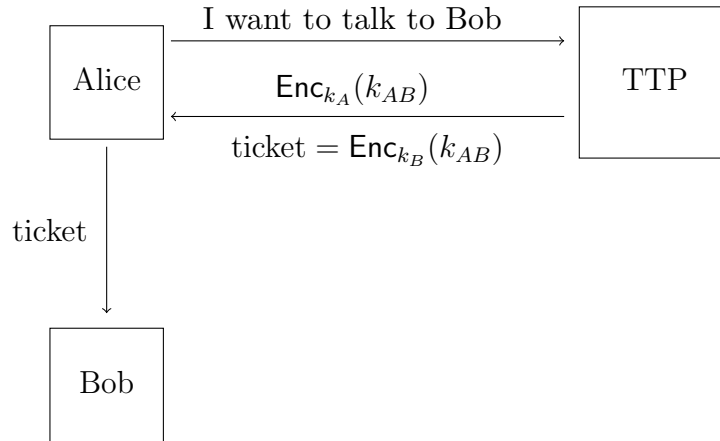 I want to talk to Bob
Alice
TTP
Enc_{k_A}(k_{AB})
ticket = Enc_{k_B}(k_{AB})
ticket
Bob